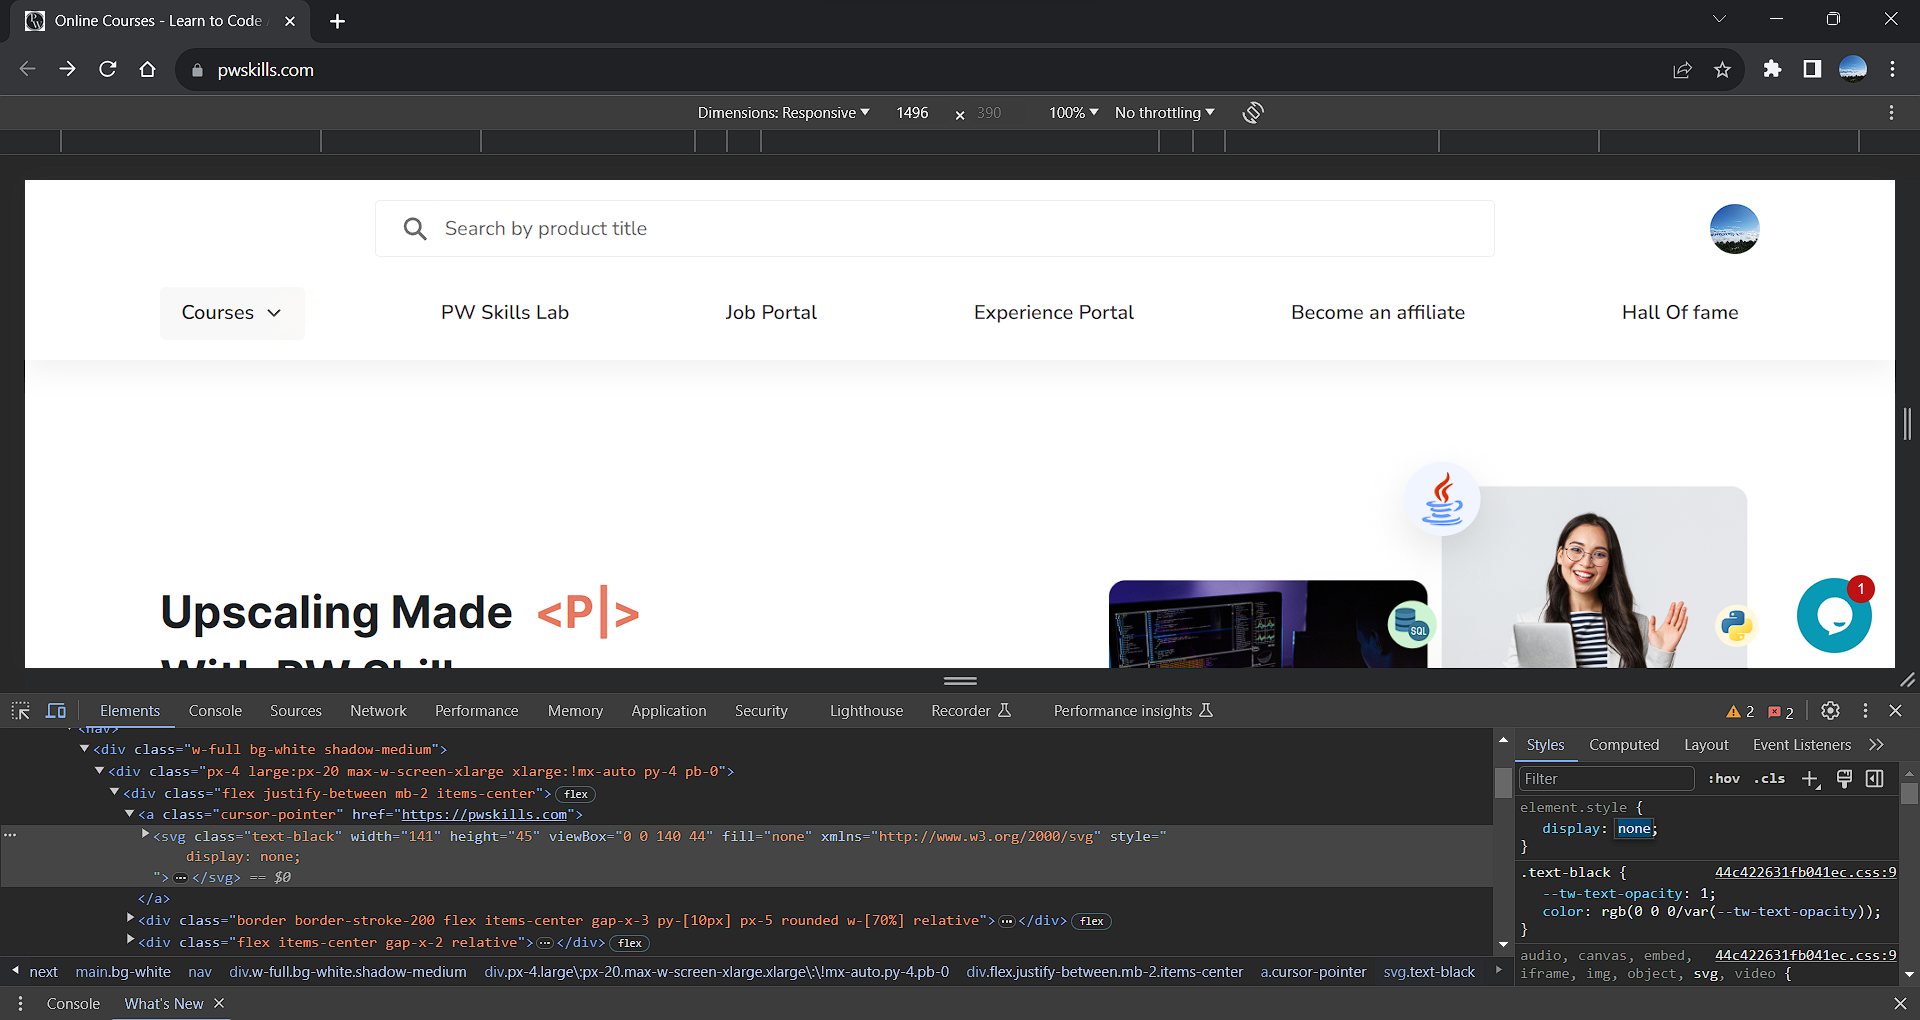 Online Courses - Learn to Code
pwskills.com
Dimensions: Responsive 1496 × 390 100% No throttling
Search by product title
Courses PW Skills Lab Job Portal Experience Portal Become an affiliate Hall Of fame
SQL
1
Upscaling Made <P|>
With PW Skill
Elements Console Sources Network Performance Memory Application Security Lighthouse Recorder Performance insights 2 2
<nav>
<div class="w-full bg-white shadow-medium">
<div class="px-4 large:px-20 max-w-screen-xlarge xlarge:!mx-auto py-4 pb-0">
<div class="flex justify-between mb-2 items-center"> flex
<a class="cursor-pointer" href="https://pwskills.com">
<svg class="text-black" width="141" height="45" viewBox="0 0 140 44" fill="none" xmlns="http://www.w3.org/2000/svg" style="
display: none;
">…</svg> == $0
</a>
<div class="border border-stroke-200 flex items-center gap-x-3 py-[10px] px-5 rounded w-[70%] relative">…</div> flex
<div class="flex items-center gap-x-2 relative">…</div> flex
next main.bg-white nav div.w-full.bg-white.shadow-medium div.px-4.large\:px-20.max-w-screen-xlarge.xlarge\:\!mx-auto.py-4.pb-0 div.flex.justify-between.mb-2.items-center a.cursor-pointer svg.text-black
Styles Computed Layout Event Listeners
Filter :hov .cls
element.style {
display: none;
}
.text-black { 44c422631fb041ec.css:9
--tw-text-opacity: 1;
color: rgb(0 0 0/var(--tw-text-opacity));
}
audio, canvas, embed, 44c422631fb041ec.css:9
iframe, img, object, svg, video {
Console What's New